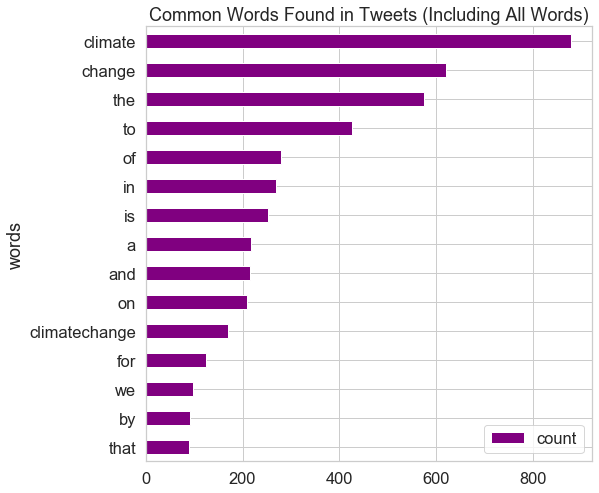 Common Words Found in Tweets (Including All Words)
climate
change
the
to
of
in
is
a
and
on
climatechange
for
we
by
that
words
0 200 400 600 800
count